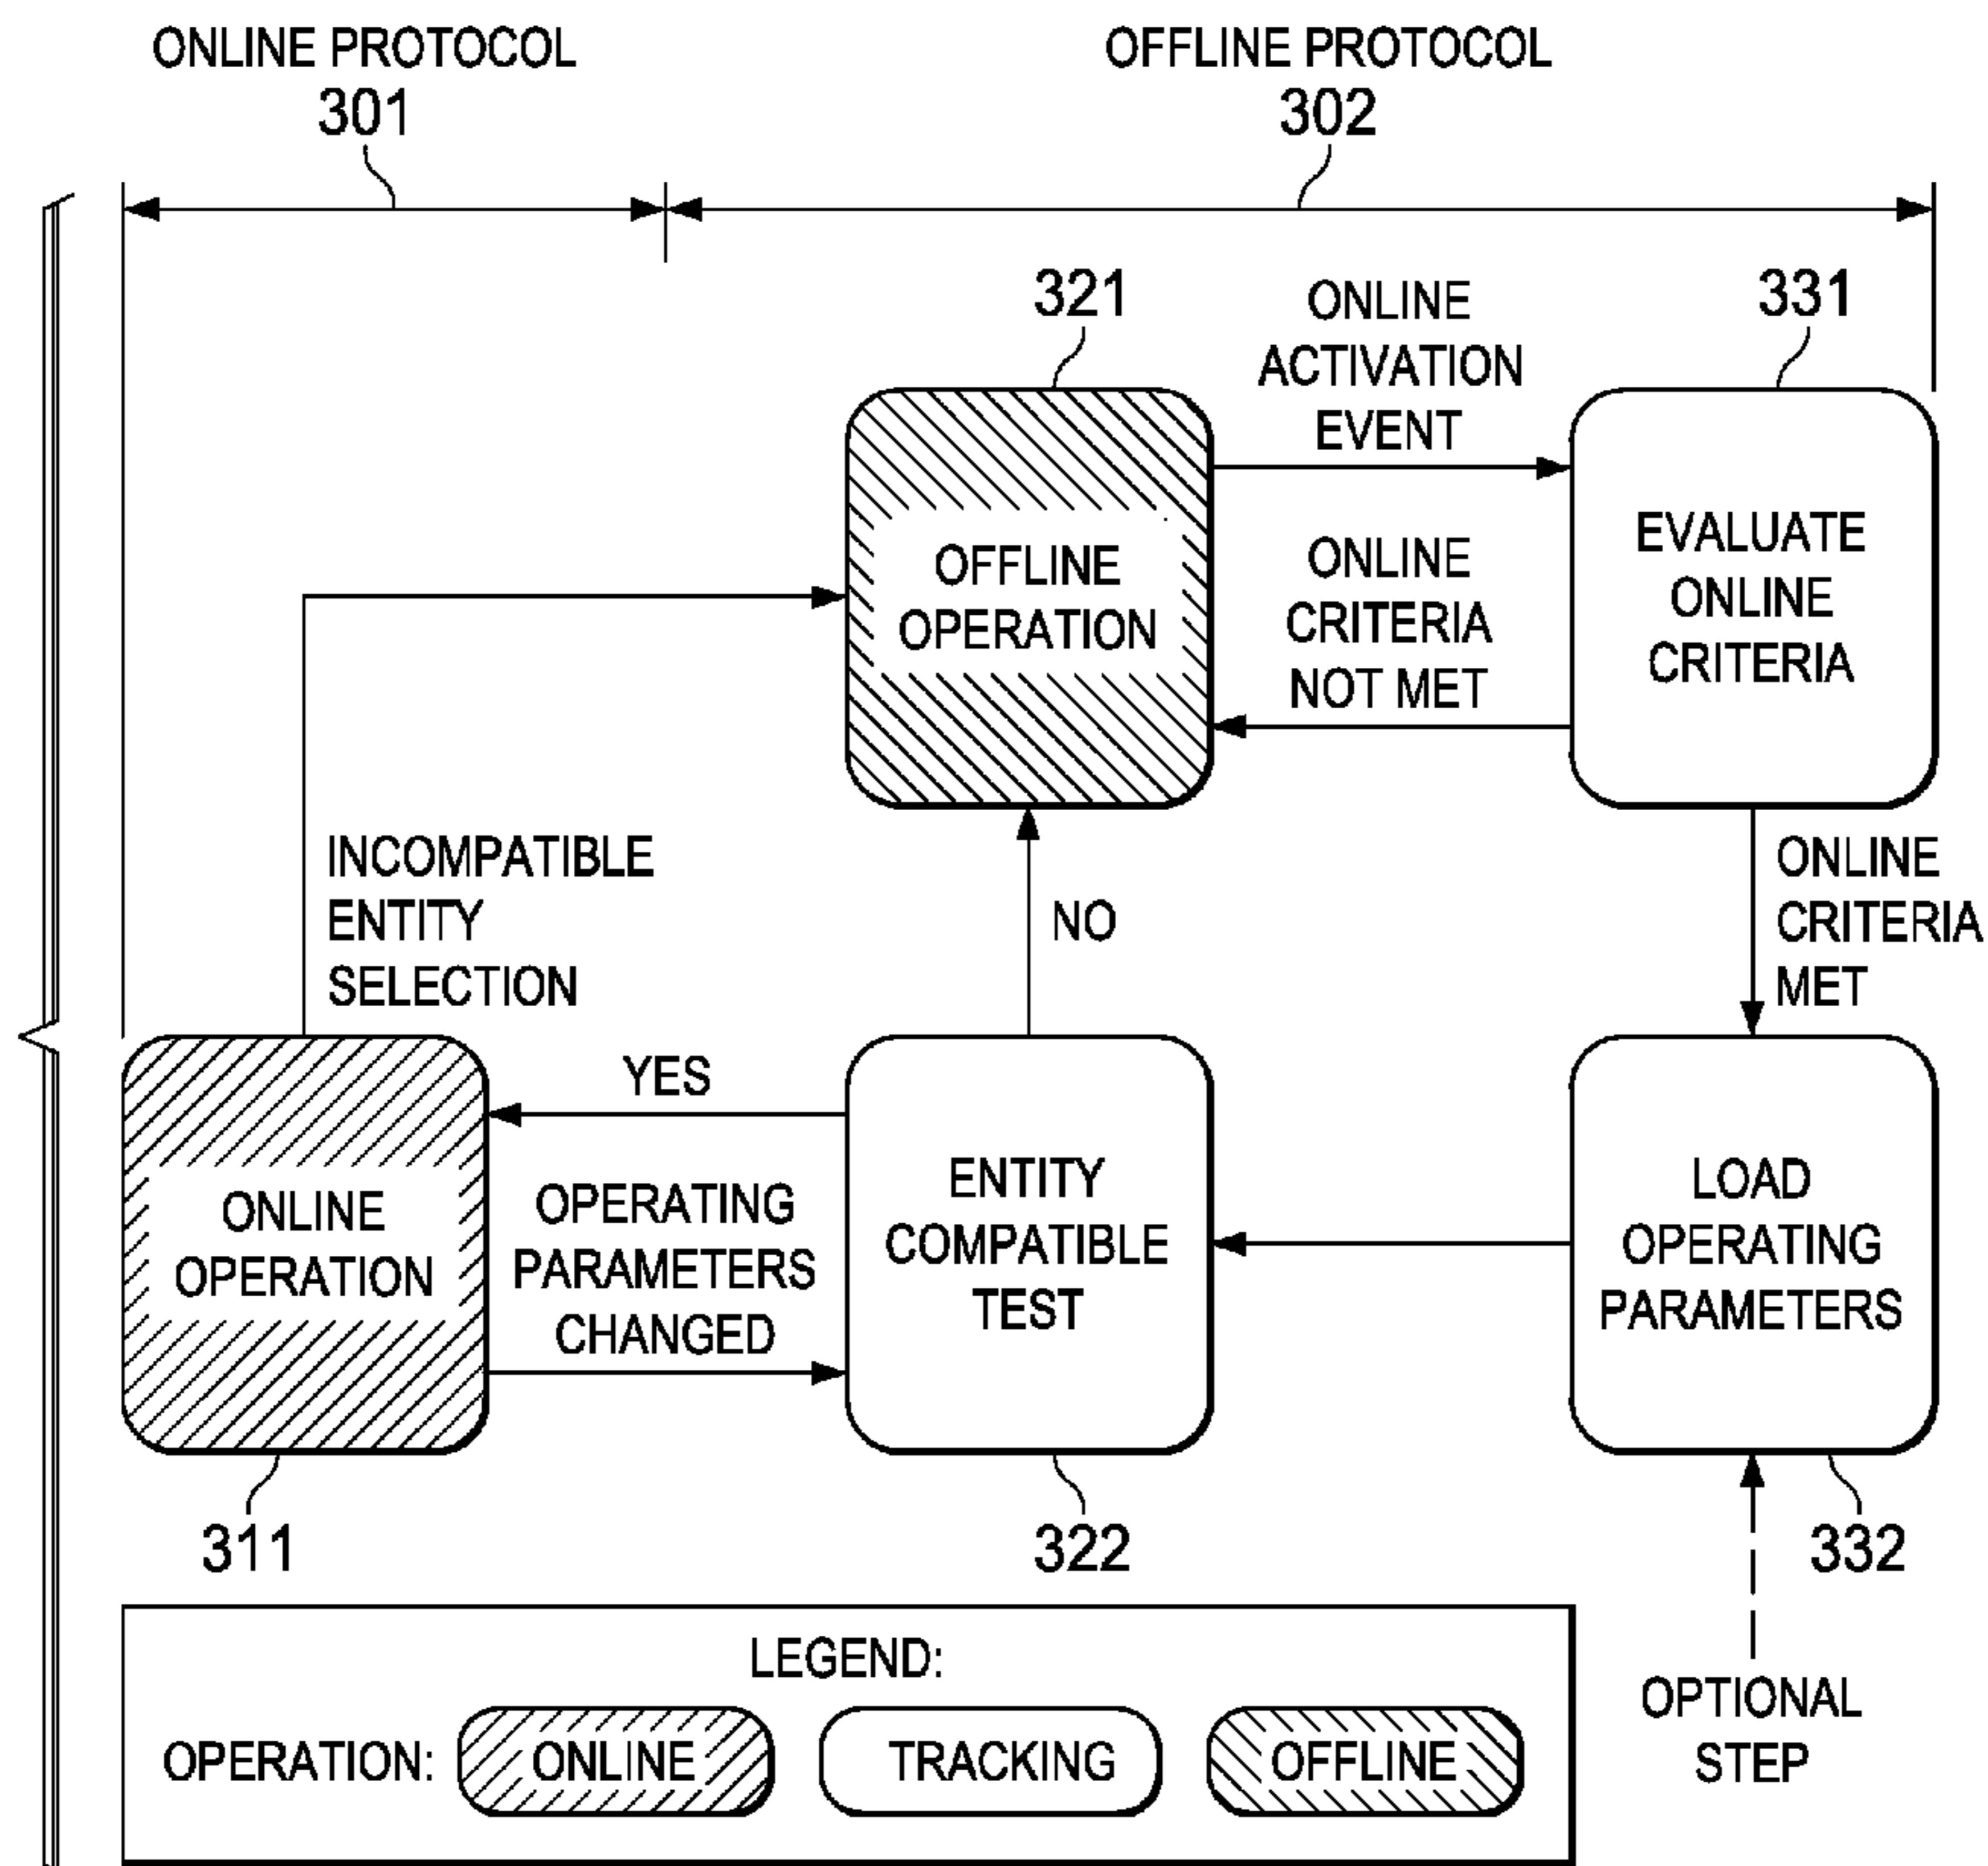 ONLINE PROTOCOL
301
OFFLINE PROTOCOL
302
321
ONLINE
ACTIVATION
EVENT
331
OFFLINE
OPERATION
ONLINE
CRITERIA
NOT MET
EVALUATE
ONLINE
CRITERIA
INCOMPATIBLE
ENTITY
SELECTION
NO
ONLINE
CRITERIA
MET
ONLINE
OPERATION
YES
OPERATING
PARAMETERS
CHANGED
ENTITY
COMPATIBLE
TEST
LOAD
OPERATING
PARAMETERS
311
322
332
LEGEND:
OPERATION: ONLINE TRACKING OFFLINE
OPTIONAL
STEP